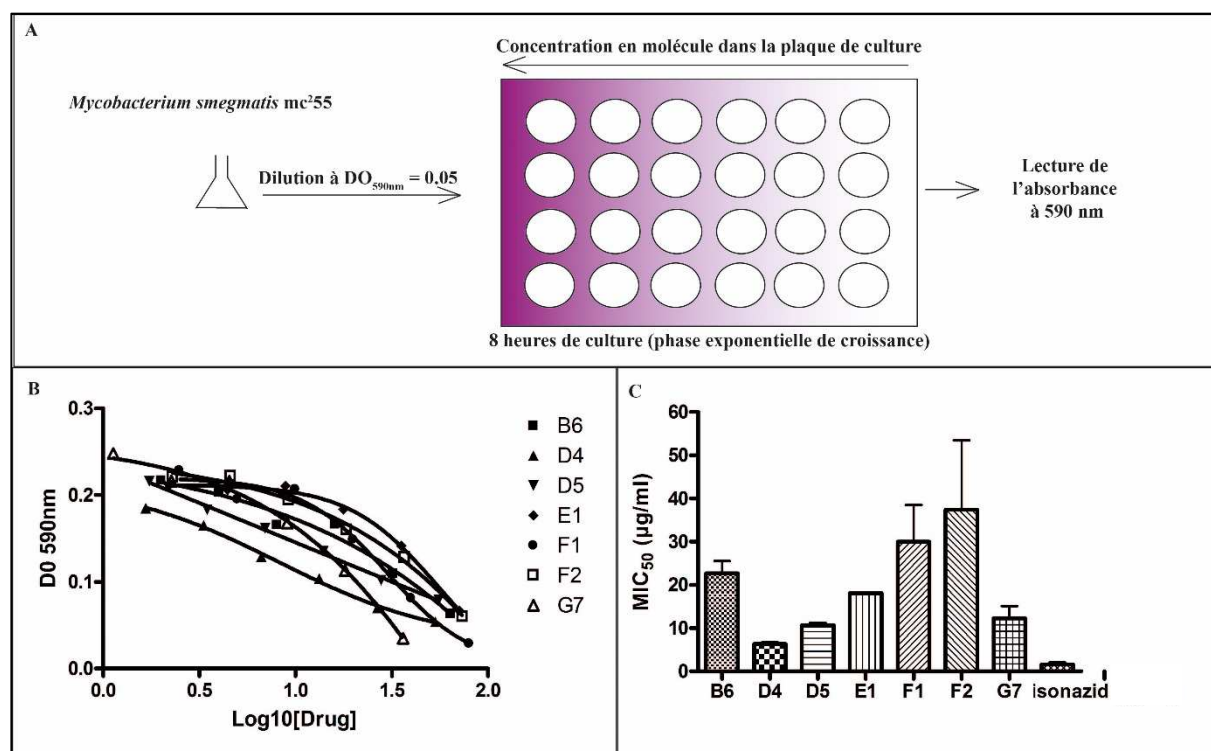 A
Concentration en molécule dans la plaque de culture
Mycobacterium smegmatis mc²55
Dilution à DO590nm = 0.05
Lecture de
l'absorbance
à 590 nm
8 heures de culture (phase exponentielle de croissance)
B
0.3
0.2
0.1
0.0
D0 590nm
0.0 0.5 1.0 1.5 2.0
Log10[Drug]
B6
D4
D5
E1
F1
F2
G7
C
60
50
40
30
20
10
0
MIC50 (µg/ml)
B6 D4 D5 E1 F1 F2 G7 isonazid